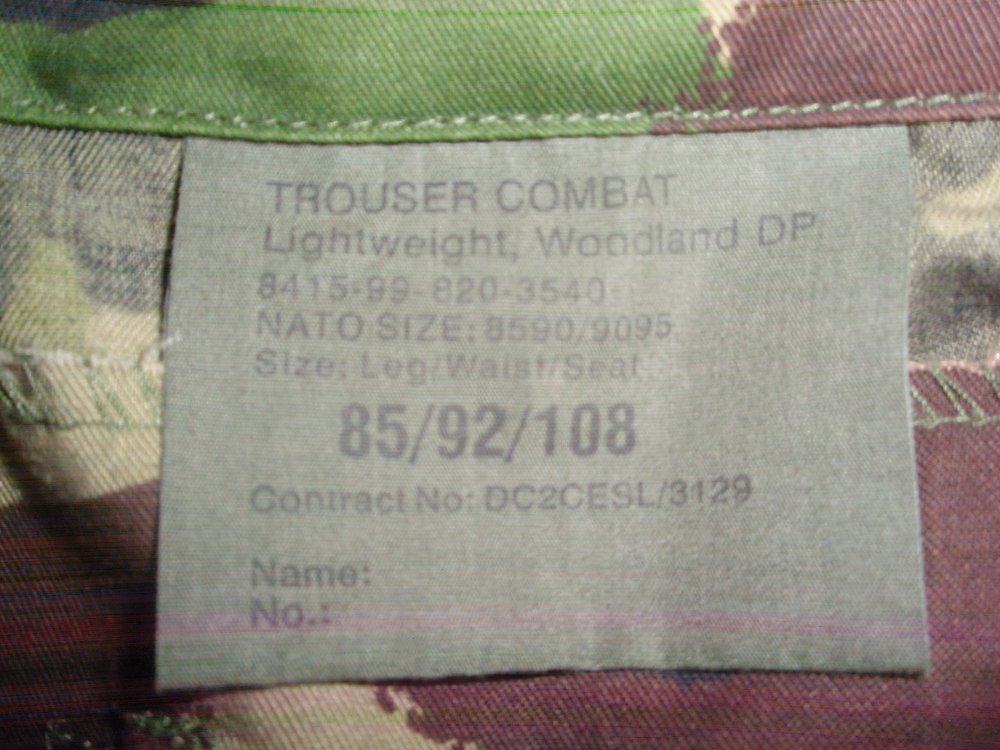 TROUSER COMBAT
Lightweight, Woodland DP.
8415-99-820-3540
NATO SIZE: 8590/9095
Size: Leg/Waist/Seat
85/92/108
Contract No: DC2CESL/3129
Name:
No.: